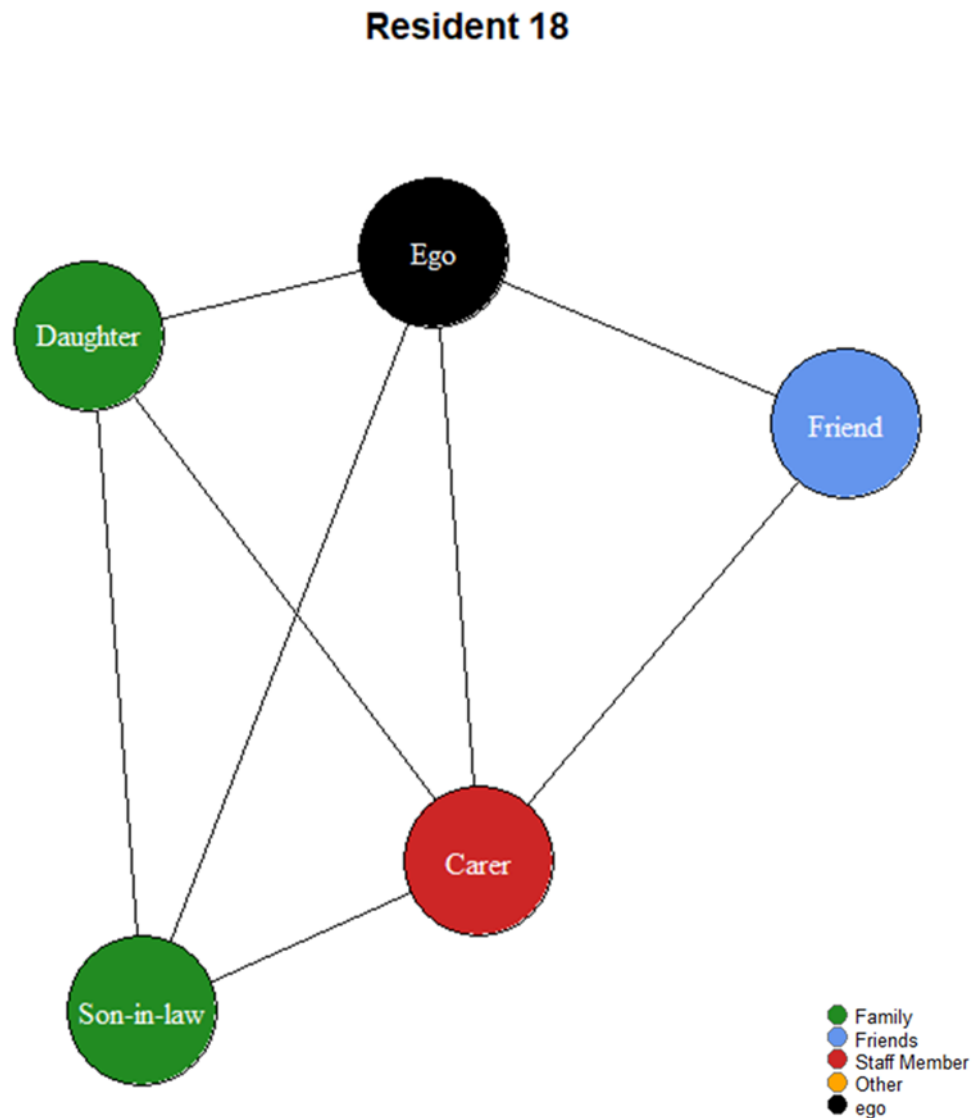 Resident 18
Ego
Daughter
Friend
Carer
Son-in-law
Family
Friends
Staff Member
Other
ego